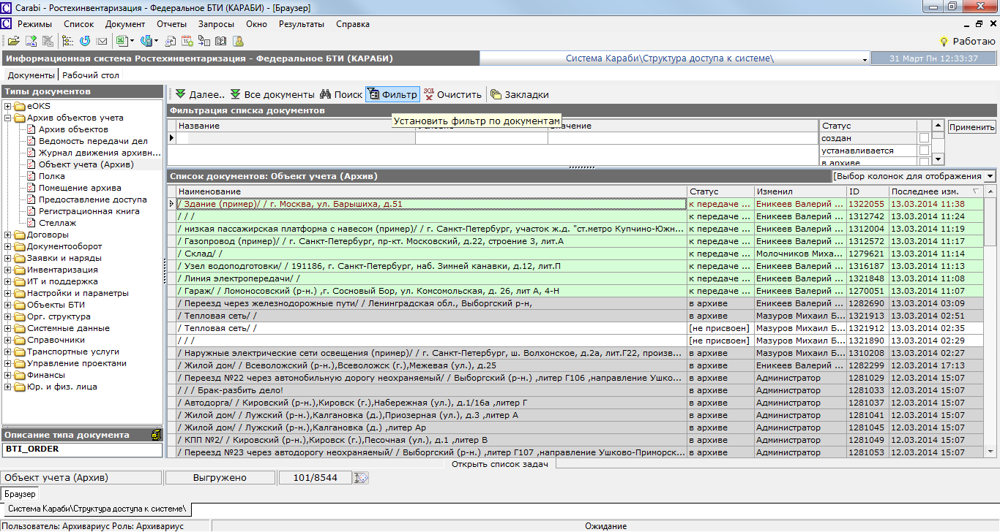 Carabi - Ростехинвентаризация - Федеральное БТИ (КАРАБИ) - [Браузер]
Режимы Список Документ Отчеты Запросы Окно Результаты Справка
Работаю
Информационная система Ростехинвентаризация - Федеральное БТИ (КАРАБИ) Система Караби\Структура доступа к системе\ 31 Март Пн 12:33:37
Документы Рабочий стол
Типы документов
eOKS
Архив объектов учета
Архив объектов
Ведомость передачи дел
Журнал движения архивн...
Объект учета (Архив)
Полка
Помещение архива
Предоставление доступа
Регистрационная книга
Стеллаж
Договоры
Документооборот
Заявки и наряды
Инвентаризация
ИТ и поддержка
Настройки и параметры
Объекты БТИ
Орг. структура
Системные данные
Справочники
Транспортные услуги
Управление проектами
Финансы
Юр. и физ. лица
Описание типа документа
BTI_ORDER
Далее.. Все документы Поиск Фильтр SQL Очистить Закладки
Фильтрация списка документов
Установить фильтр по документам
Название Статус
Применить
создан
устанавливается
в архиве
Список документов: Объект учета (Архив) [Выбор колонок для отображения
Наименование Статус Изменил ID Последнее изм.
/ Здание (пример)/ / г. Москва, ул. Барышиха, д.51 к передаче ... Еникеев Валерий ... 1322055 13.03.2014 11:38
/ / / к передаче ... Еникеев Валерий ... 1312742 13.03.2014 11:24
/ низкая пассажирская платформа с навесом (пример)/ / г. Санкт-Петербург, участок ж.д. "ст.метро Купчино-Южн... к передаче ... Еникеев Валерий ... 1312004 13.03.2014 11:19
/ Газопровод (пример)/ / г. Санкт-Петербург, пр-кт. Московский, д.22, строение 3, лит.А к передаче ... Еникеев Валерий ... 1312572 13.03.2014 11:17
/ Склад/ / к передаче ... Молочников Миха... 1279621 13.03.2014 11:14
/ Узел водоподготовки/ / 191186, г. Санкт-Петербург, наб. Зимней канавки, д.12, лит.П к передаче ... Еникеев Валерий ... 1316187 13.03.2014 11:13
/ Линия электропередачи/ / к передаче ... Еникеев Валерий ... 1321848 13.03.2014 11:08
/ Гараж/ / Ломоносовский (р-н.) ,г. Сосновый Бор, ул. Комсомольская, д. 26, лит А, 4-Н к передаче ... Еникеев Валерий ... 1270051 13.03.2014 11:07
/ Переезд через железнодорожные пути/ / Ленинградская обл., Выборгский р-н, в архиве Еникеев Валерий ... 1282690 13.03.2014 03:09
/ Тепловая сеть/ / в архиве Мазуров Михаил Б... 1321913 13.03.2014 02:51
/ Тепловая сеть/ / [не присвоен] Мазуров Михаил Б... 1321912 13.03.2014 02:35
/ / / [не присвоен] Мазуров Михаил Б... 1321890 13.03.2014 02:29
/ Наружные электрические сети освещения (пример)/ / г. Санкт-Петербург, ш. Волхонское, д.2а, лит.Г22, произв... в архиве Мазуров Михаил Б... 1310208 13.03.2014 02:27
/ Жилой дом/ / Всеволожский (р-н.),Всеволожск (г.),Межевая (ул.), д.25 в архиве Еникеев Валерий ... 1282299 12.03.2014 17:13
/ Переезд №22 через автомобильную дорогу неохраняемый/ / Выборгский (р-н.) ,литер Г106 ,направление Ушко... в архиве Администратор 1281029 12.03.2014 15:07
/ / / Брак-разбить дело! в архиве Администратор 1281033 12.03.2014 15:07
/ Автодорга/ / Кировский (р-н.),Кировск (г.),Набережная (ул.), д.1/16а ,литер Г в архиве Администратор 1281037 12.03.2014 15:07
/ Жилой дом/ / Лужский (р-н.),Калгановка (д.),Приозерная (ул.), д.3 ,литер А в архиве Администратор 1281041 12.03.2014 15:07
/ Жилой дом/ / Лужский (р-н.),Калгановка (д.) ,литер Ар в архиве Администратор 1281045 12.03.2014 15:07
/ КПП №2/ / Кировский (р-н.),Кировск (г.),Песочная (ул.), д.1 ,литер В в архиве Администратор 1281049 12.03.2014 15:07
/ Переезд №23 через автодорогу неохраняемый/ / Выборгский (р-н.) ,литер Г107 ,направление Ушково-Приморск... в архиве Администратор 1281053 12.03.2014 15:07
Открыть список задач
Объект учета (Архив) Выгружено 101/8544
Браузер
Система Караби\Структура доступа к системе\
Пользователь: Архивариус Роль: Архивариус Ожидание